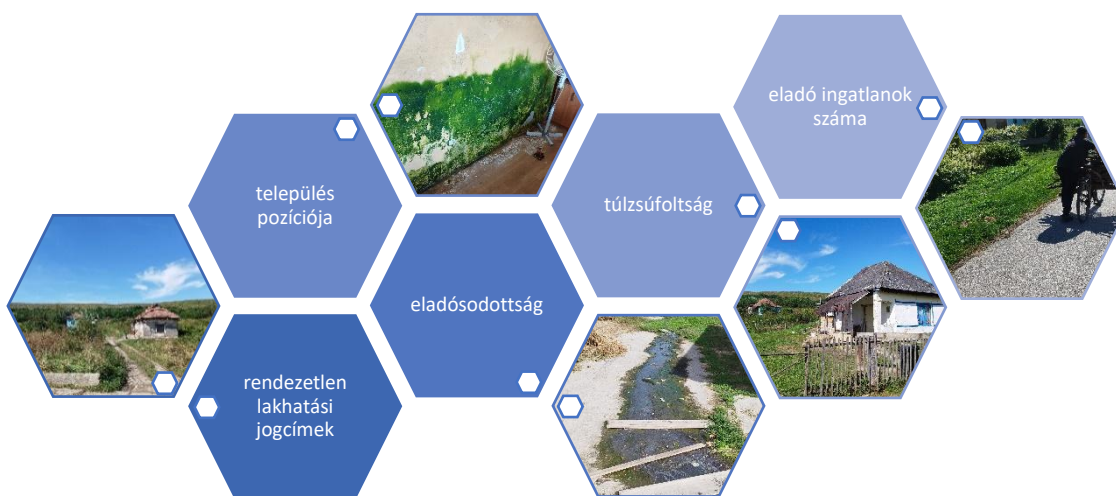 település
pozíciója
rendezetlen
lakhatási
jogcímek
eladósodottság
túlzsúfoltság
eladó ingatlanok
száma